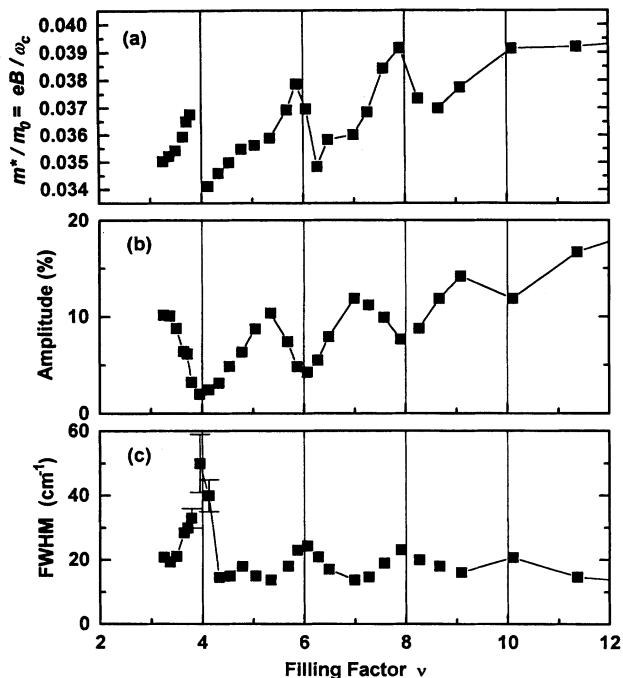 (a)
m*/m₀ = eB/ω꜀
0.040
0.039
0.038
0.037
0.036
0.035
0.034
(b)
Amplitude (%)
20
10
0
(c)
FWHM (cm⁻¹)
60
40
20
0
2 4 6 8 10 12
Filling Factor ν